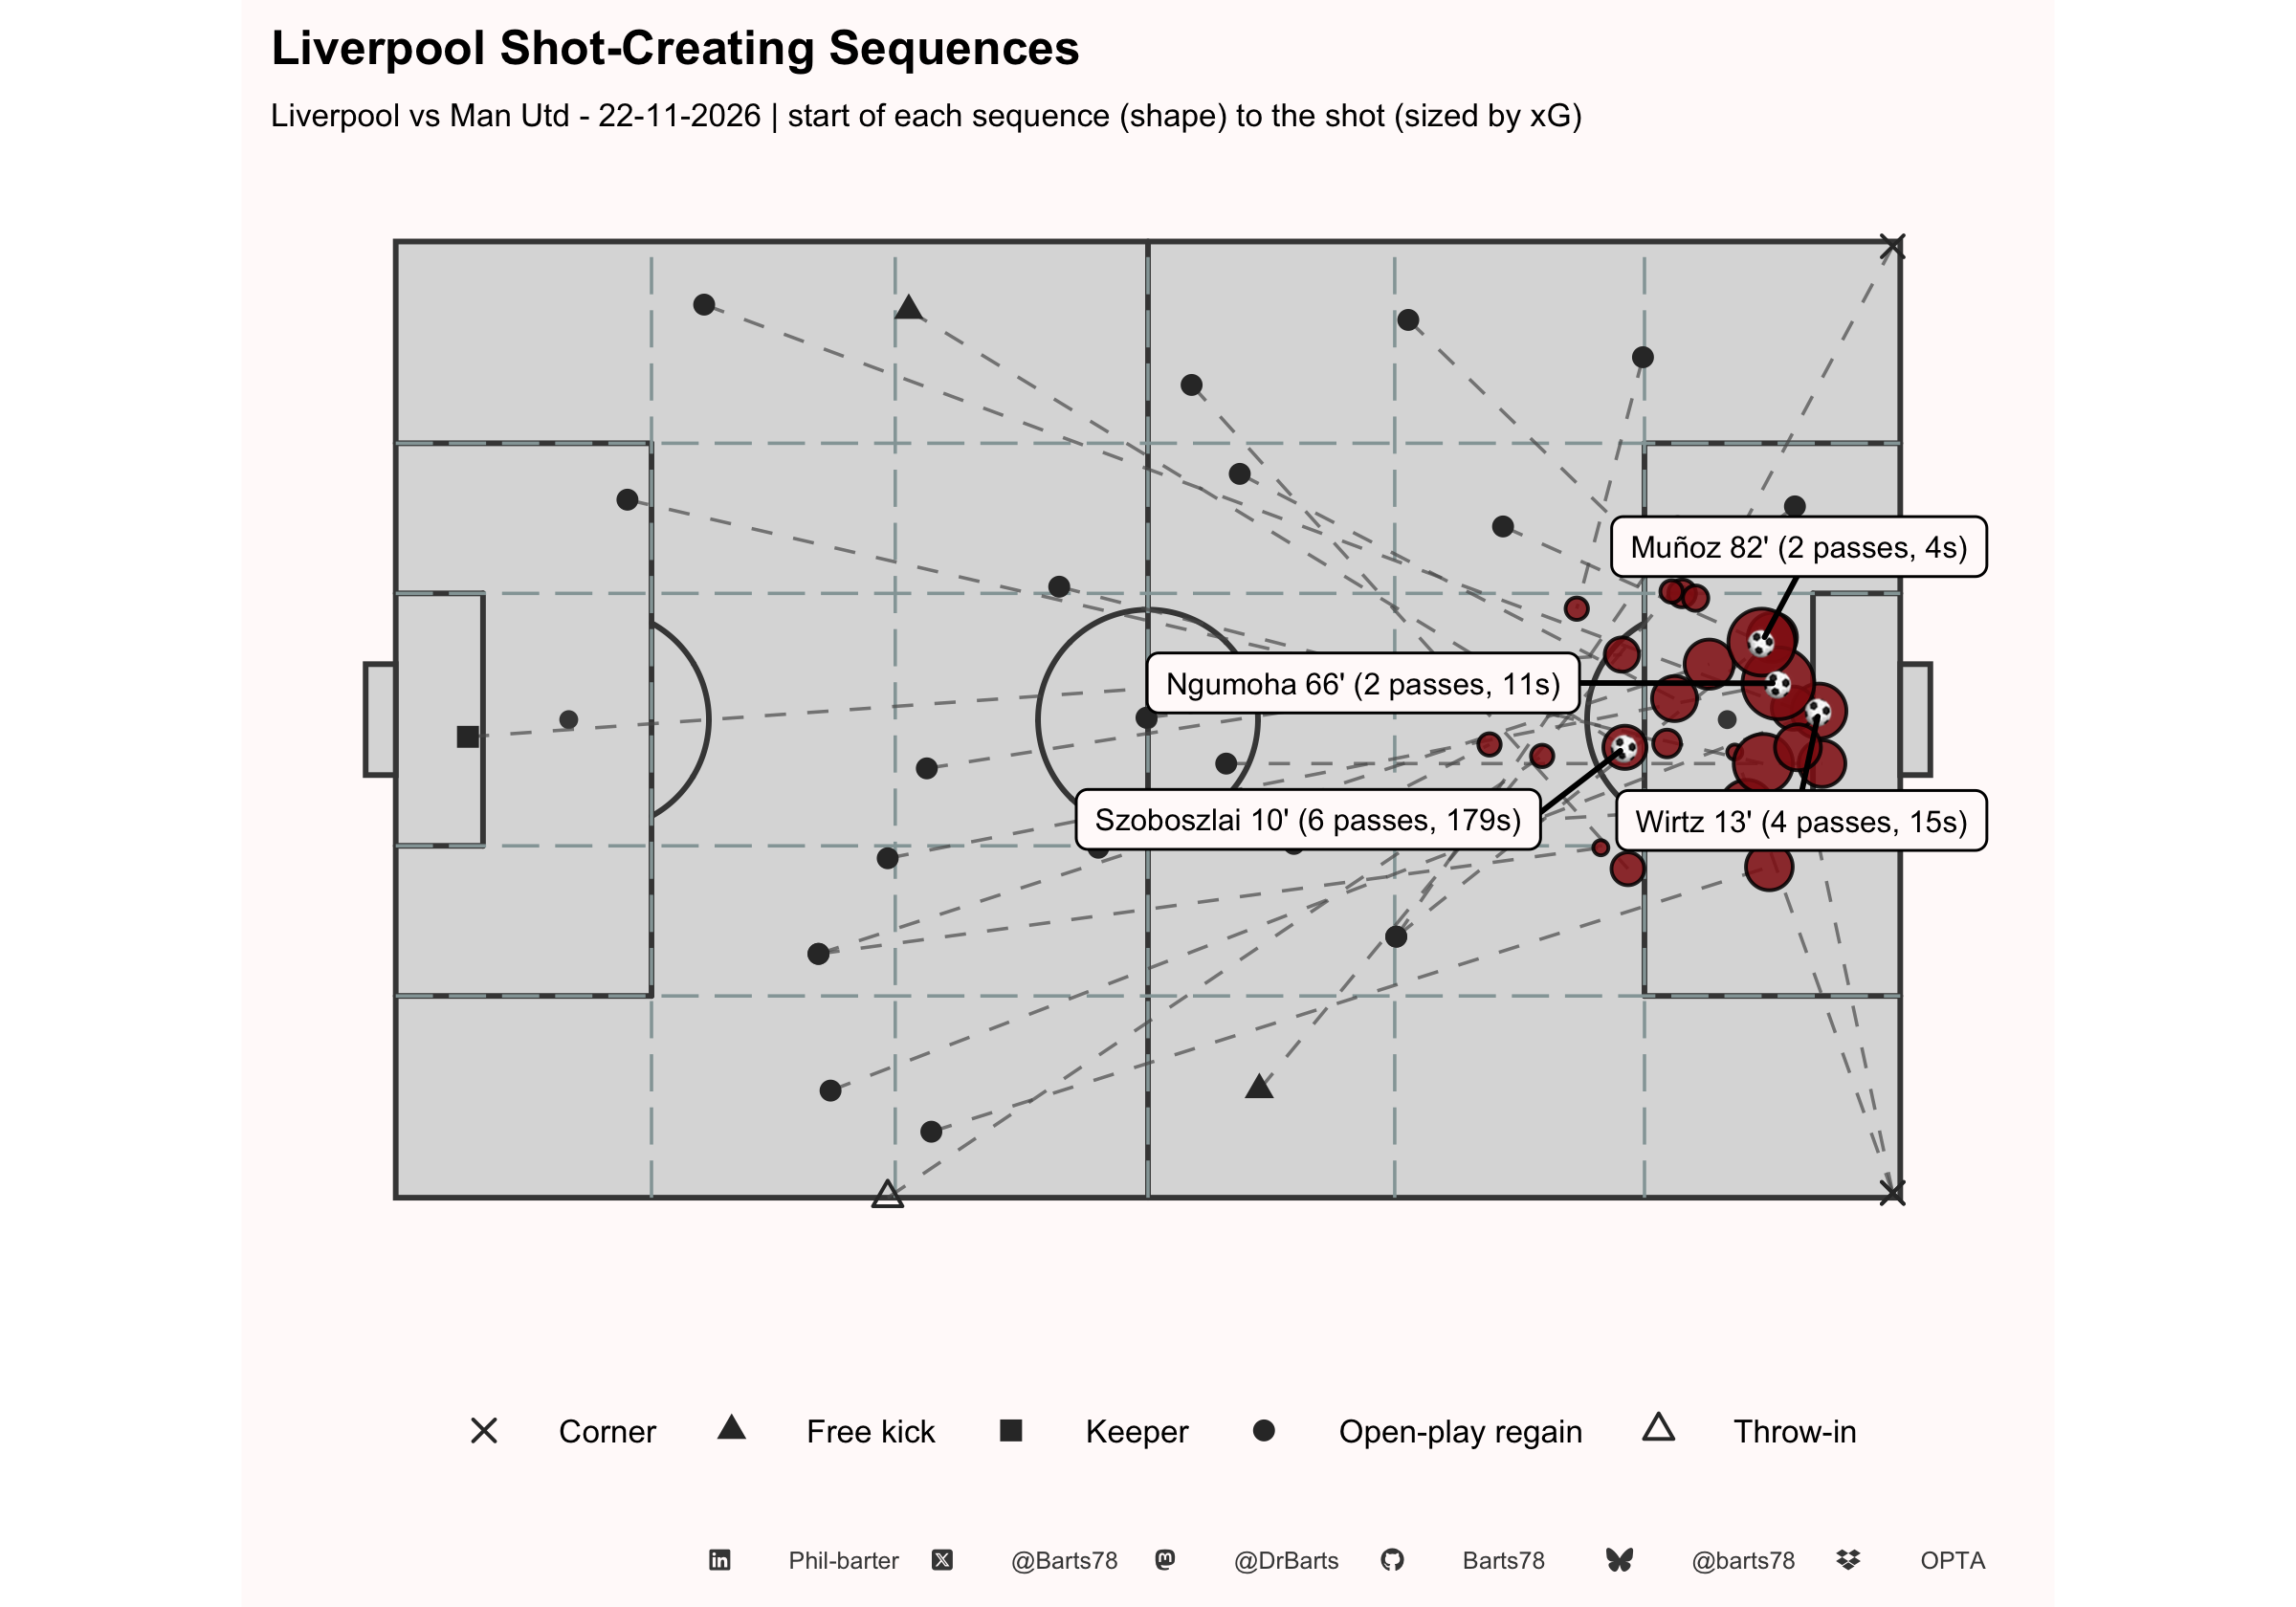 Liverpool Shot-Creating Sequences
Liverpool vs Man Utd - 22-11-2026 | start of each sequence (shape) to the shot (sized by xG)
Muñoz 82' (2 passes, 4s)
Ngumoha 66' (2 passes, 11s)
Szoboszlai 10' (6 passes, 179s)
Wirtz 13' (4 passes, 15s)
Corner
Free kick
Keeper
Open-play regain
Throw-in
Phil-barter
@Barts78
@DrBarts
Barts78
@barts78
OPTA